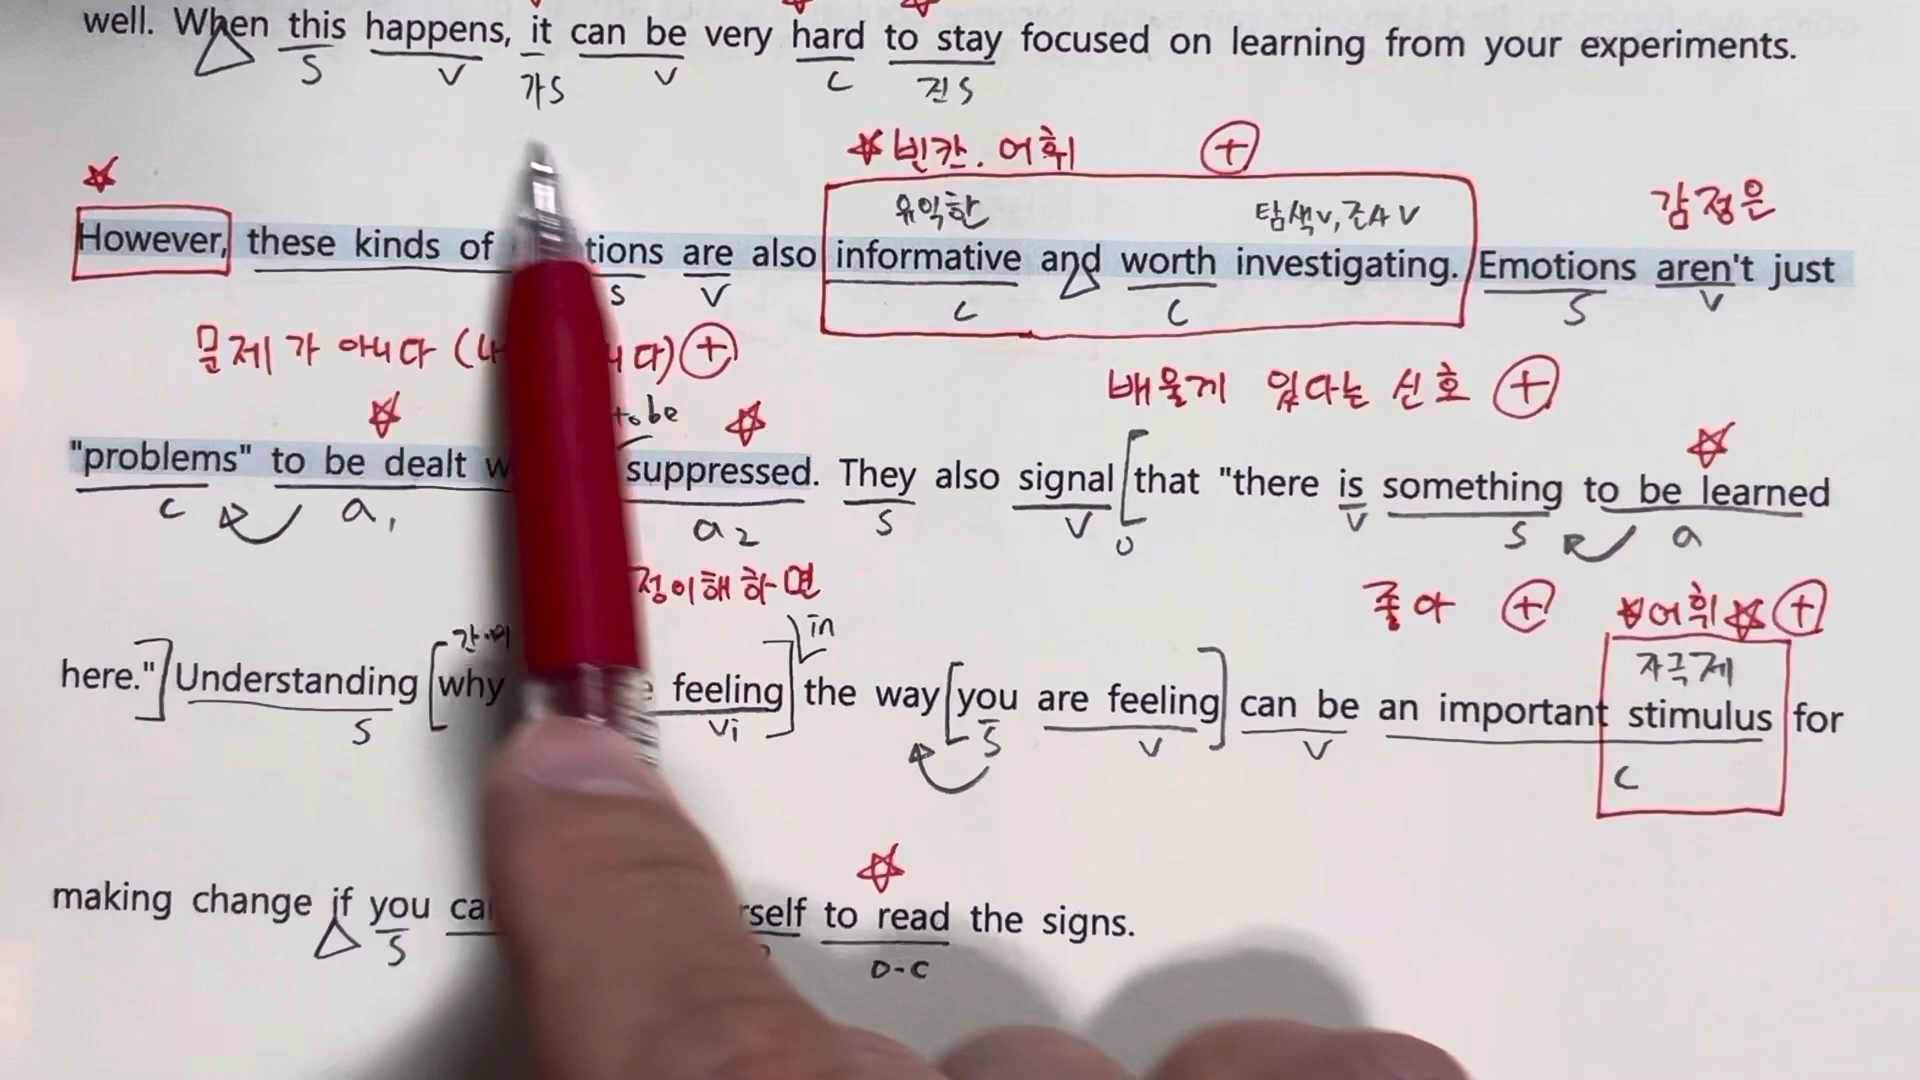 well. When this happens, it can be very hard to stay focused on learning from your experiments.
S V 가S V C 진S
빈칸. 어휘 +
유익한 탐색V, 조사V 감정은
However, these kinds of tions are also informative and worth investigating. Emotions aren't just
S V C C S V
문제가 아니다 ( 다) + 배울게 있다는 신호 +
to be
"problems" to be dealt suppressed. They also signal that "there is something to be learned
C a1 a2 S V O V S a
정이해하면 좋아 + 어휘 +
in 자극제
here." Understanding why feeling the way you are feeling can be an important stimulus for
S Vi S V V C
making change if you self to read the signs.
S O-C